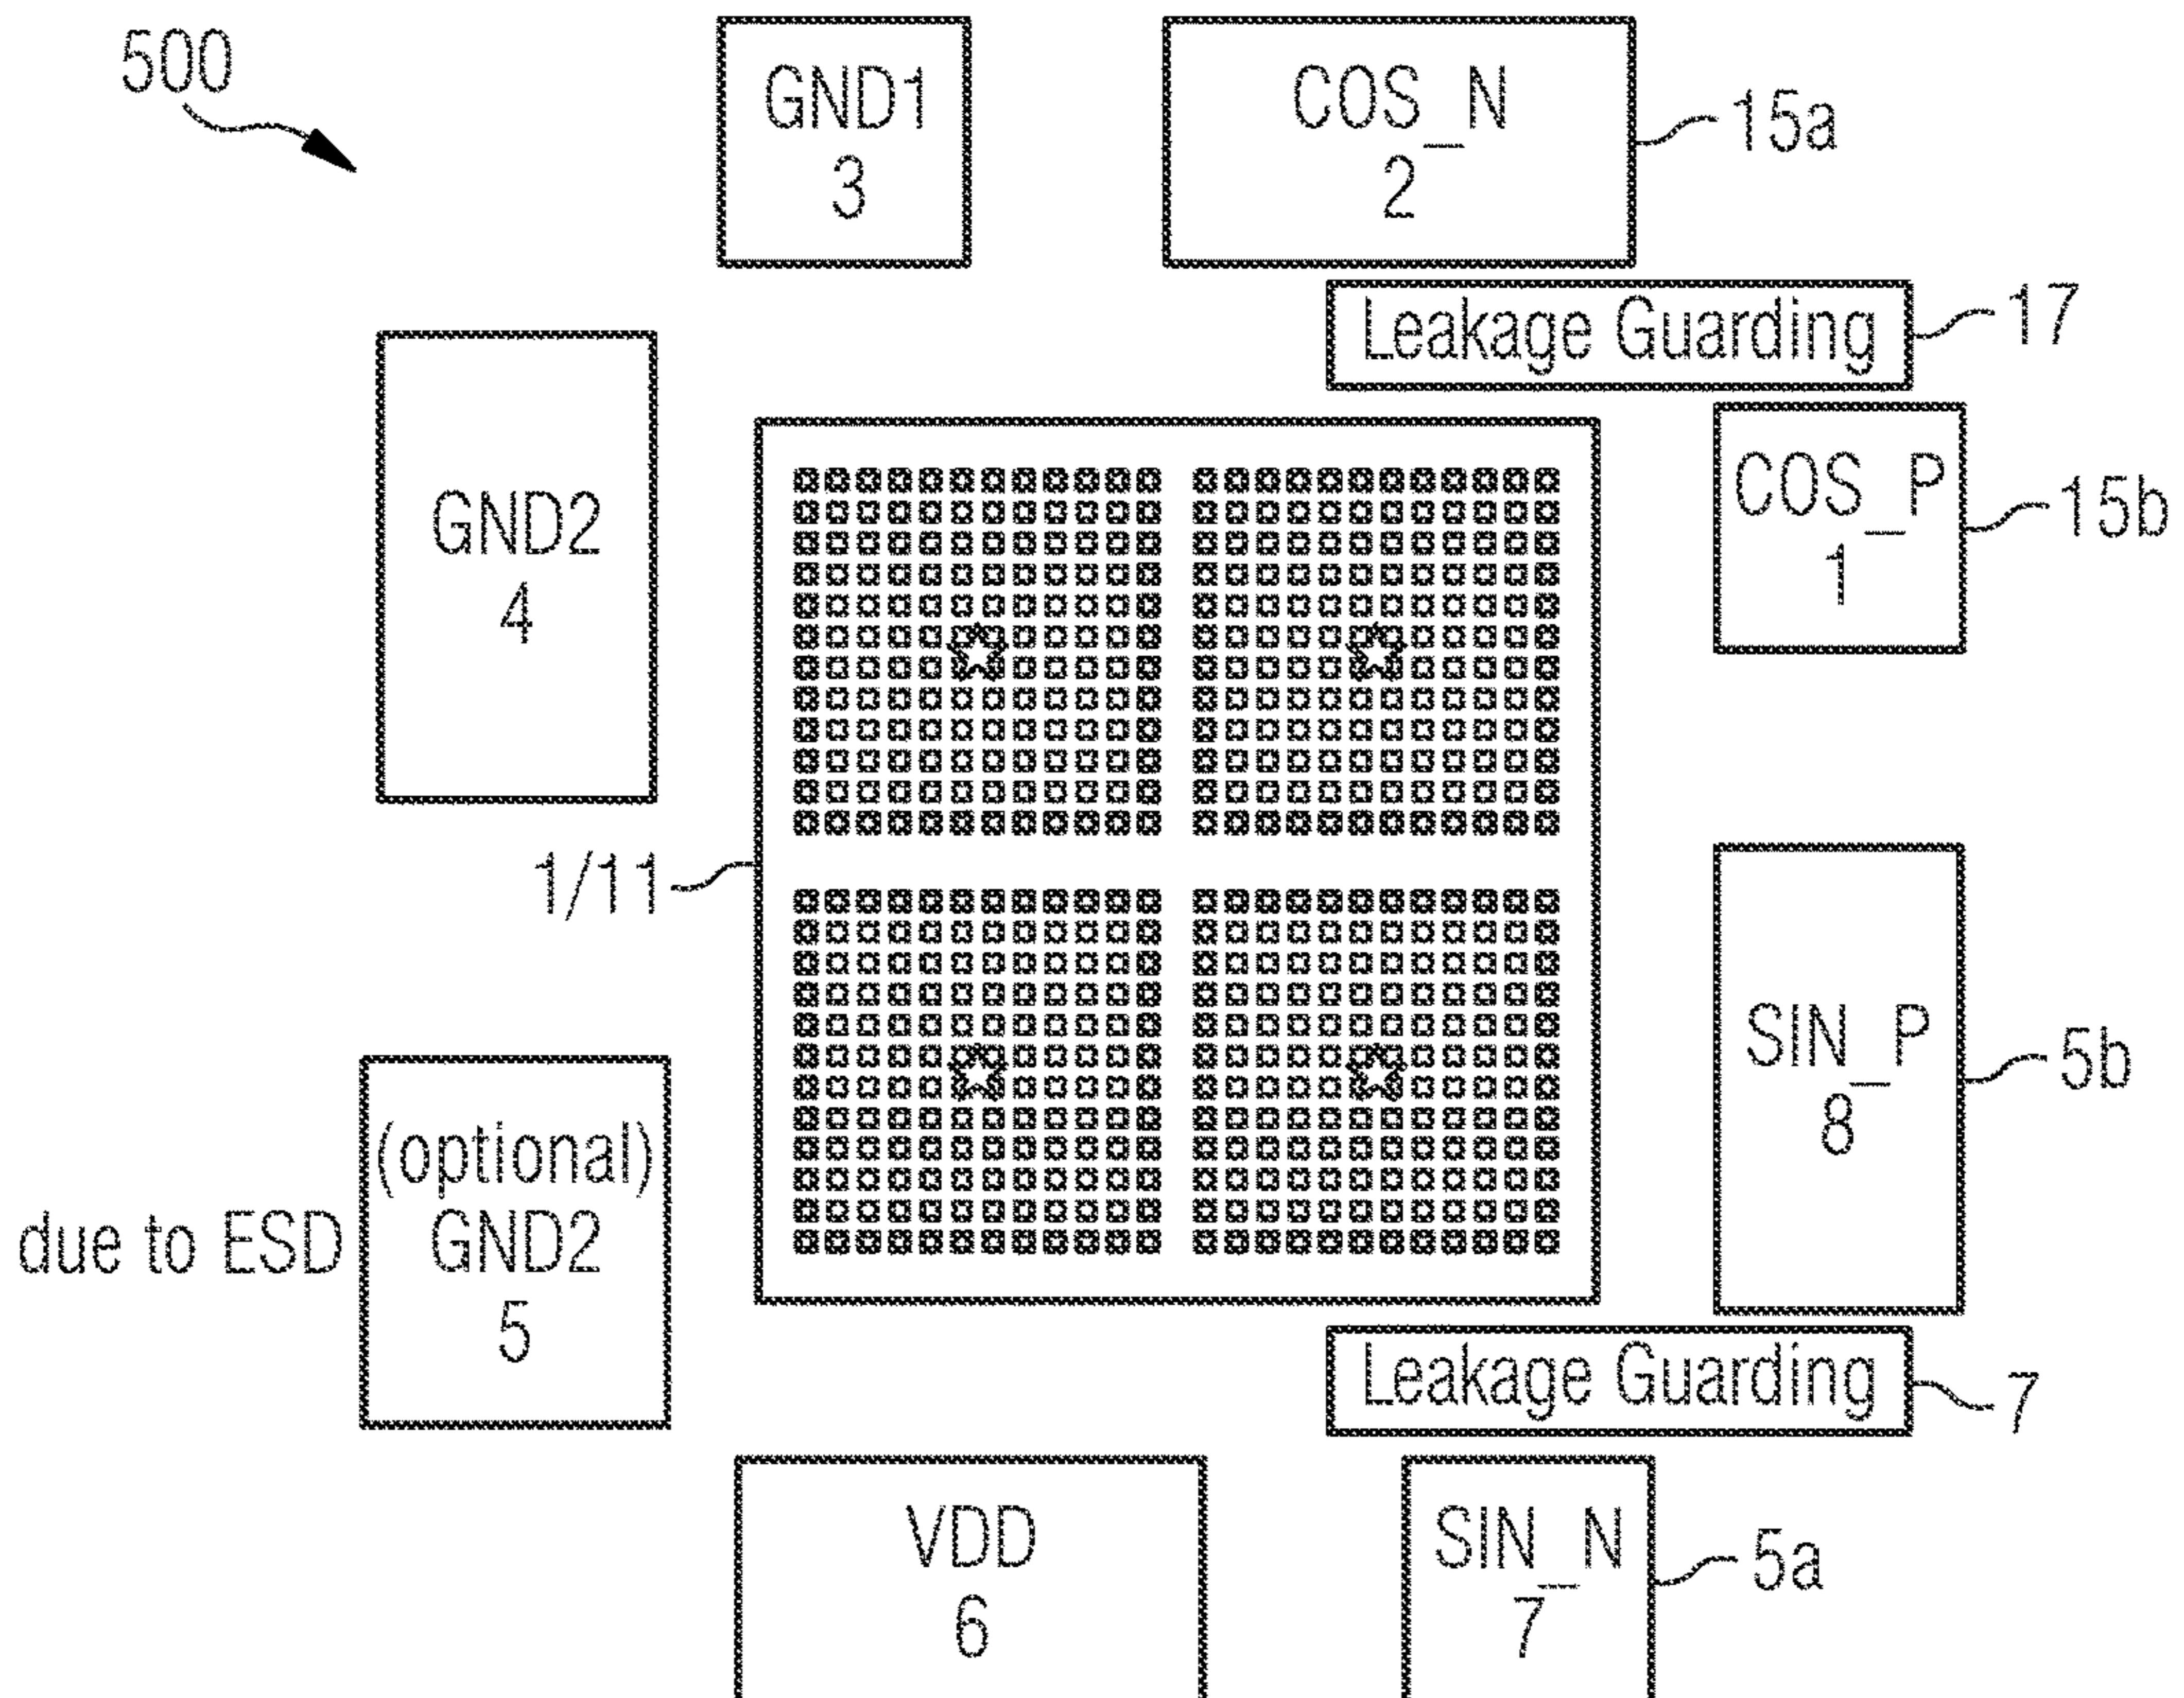 500
GND1
3
COS_N
2
15a
Leakage Guarding
17
GND2
4
COS_P
1
15b
1/11
SIN_P
8
5b
due to ESD
(optional)
GND2
5
Leakage Guarding
7
VDD
6
SIN_N
7
5a